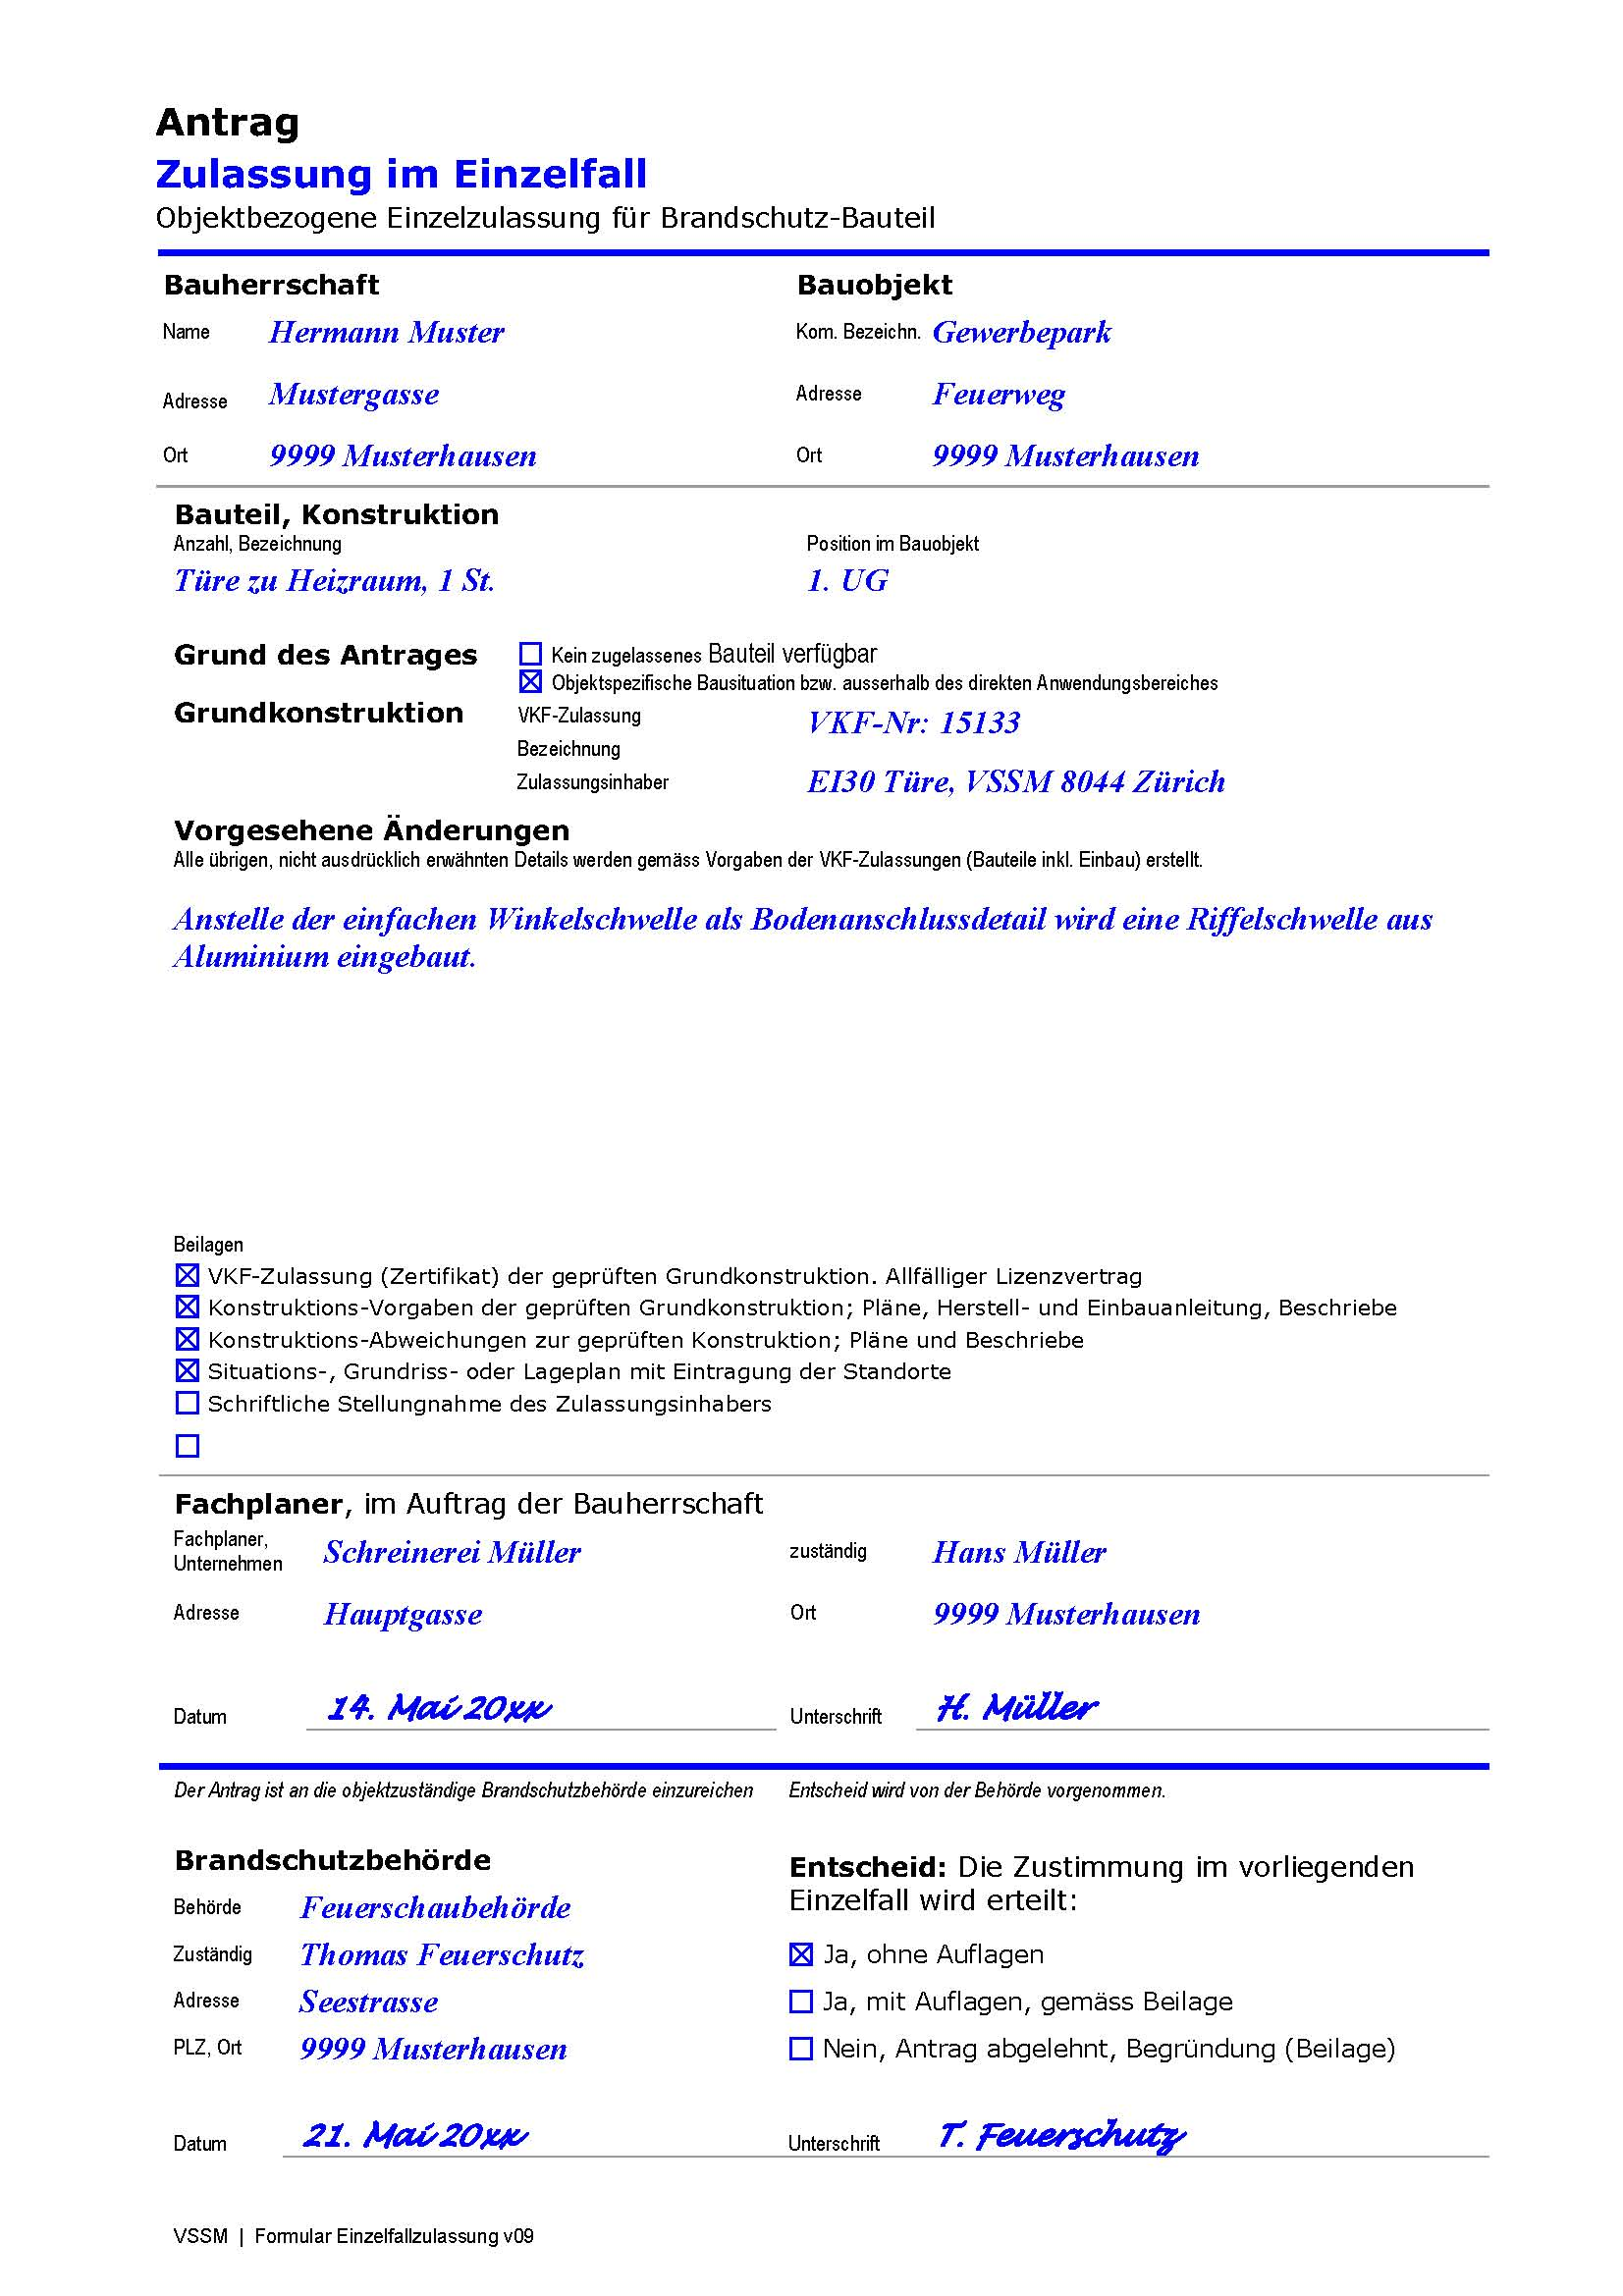 Antrag
Zulassung im Einzelfall
Objektbezogene Einzelzulassung für Brandschutz-Bauteil
Bauherrschaft
Name Hermann Muster
Adresse Mustergasse
Ort 9999 Musterhausen
Bauobjekt
Kom. Bezeichn. Gewerbepark
Adresse Feuerweg
Ort 9999 Musterhausen
Bauteil, Konstruktion
Anzahl, Bezeichnung
Türe zu Heizraum, 1 St.
Position im Bauobjekt
1. UG
Grund des Antrages
☐ Kein zugelassenes Bauteil verfügbar
☒ Objektspezifische Bausituation bzw. ausserhalb des direkten Anwendungsbereiches
Grundkonstruktion
VKF-Zulassung VKF-Nr: 15133
Bezeichnung
Zulassungsinhaber EI30 Türe, VSSM 8044 Zürich
Vorgesehene Änderungen
Alle übrigen, nicht ausdrücklich erwähnten Details werden gemäss Vorgaben der VKF-Zulassungen (Bauteile inkl. Einbau) erstellt.
Anstelle der einfachen Winkelschwelle als Bodenanschlussdetail wird eine Riffelschwelle aus
Aluminium eingebaut.
Beilagen
☒ VKF-Zulassung (Zertifikat) der geprüften Grundkonstruktion. Allfälliger Lizenzvertrag
☒ Konstruktions-Vorgaben der geprüften Grundkonstruktion; Pläne, Herstell- und Einbauanleitung, Beschriebe
☒ Konstruktions-Abweichungen zur geprüften Konstruktion; Pläne und Beschriebe
☒ Situations-, Grundriss- oder Lageplan mit Eintragung der Standorte
☐ Schriftliche Stellungnahme des Zulassungsinhabers
☐
Fachplaner, im Auftrag der Bauherrschaft
Fachplaner,
Unternehmen Schreinerei Müller
zuständig Hans Müller
Adresse Hauptgasse
Ort 9999 Musterhausen
Datum 14. Mai 20xx
Unterschrift H. Müller
Der Antrag ist an die objektzuständige Brandschutzbehörde einzureichen
Entscheid wird von der Behörde vorgenommen.
Brandschutzbehörde
Behörde Feuerschaubehörde
Zuständig Thomas Feuerschutz
Adresse Seestrasse
PLZ, Ort 9999 Musterhausen
Entscheid: Die Zustimmung im vorliegenden
Einzelfall wird erteilt:
☒ Ja, ohne Auflagen
☐ Ja, mit Auflagen, gemäss Beilage
☐ Nein, Antrag abgelehnt, Begründung (Beilage)
Datum 21. Mai 20xx
Unterschrift T. Feuerschutz
VSSM | Formular Einzelfallzulassung v09